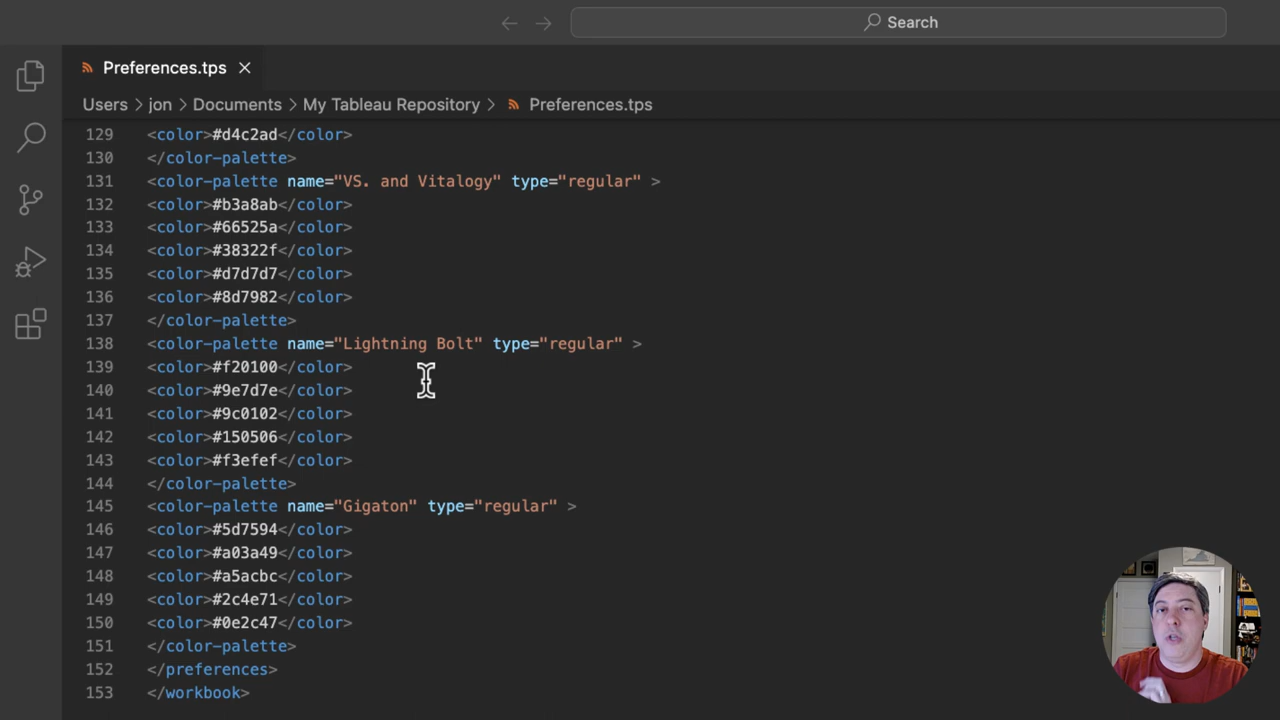 Search
Preferences.tps
Users > jon > Documents > My Tableau Repository > Preferences.tps
129 <color>#d4c2ad</color>
130 </color-palette>
131 <color-palette name="VS. and Vitalogy" type="regular" >
132 <color>#b3a8ab</color>
133 <color>#66525a</color>
134 <color>#38322f</color>
135 <color>#d7d7d7</color>
136 <color>#8d7982</color>
137 </color-palette>
138 <color-palette name="Lightning Bolt" type="regular" >
139 <color>#f20100</color>
140 <color>#9e7d7e</color>
141 <color>#9c0102</color>
142 <color>#150506</color>
143 <color>#f3efef</color>
144 </color-palette>
145 <color-palette name="Gigaton" type="regular" >
146 <color>#5d7594</color>
147 <color>#a03a49</color>
148 <color>#a5acbc</color>
149 <color>#2c4e71</color>
150 <color>#0e2c47</color>
151 </color-palette>
152 </preferences>
153 </workbook>